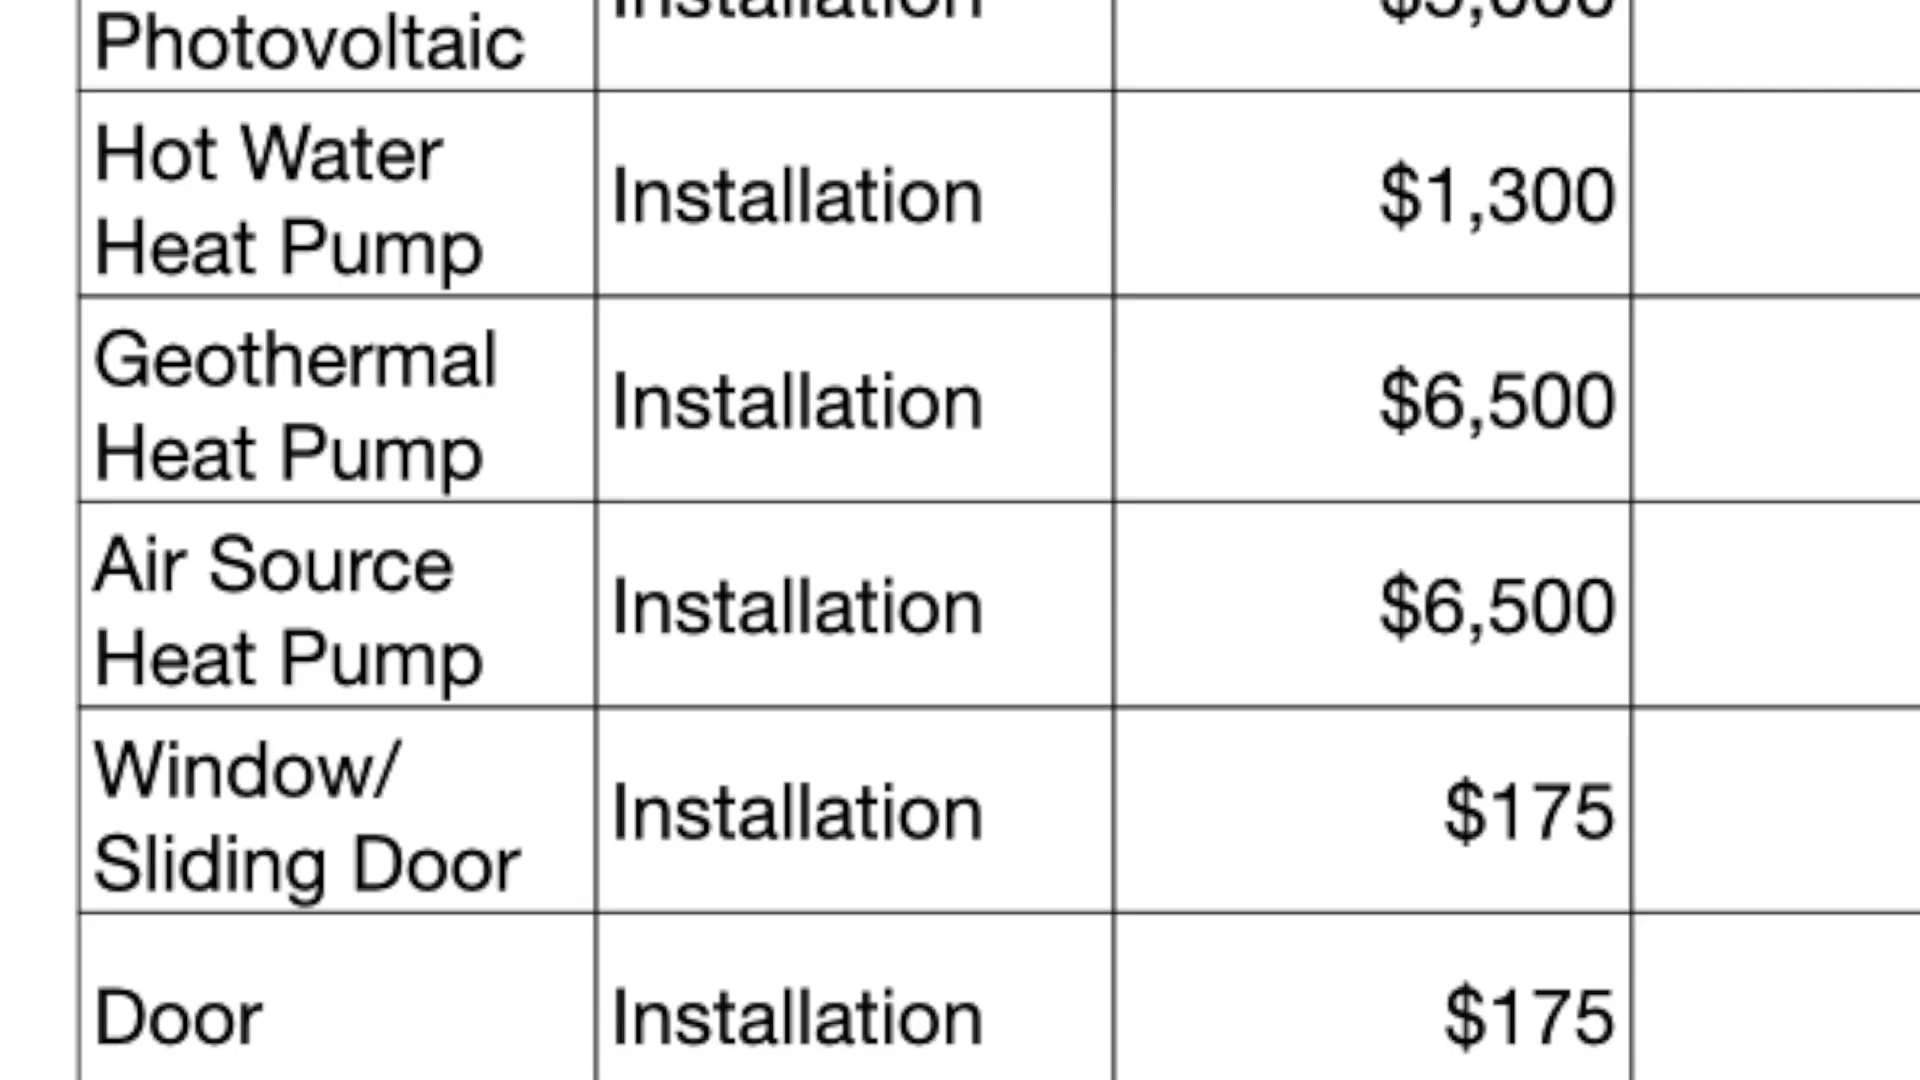 Photovoltaic
Installation
Hot Water
Heat Pump
Installation
$1,300
Geothermal
Heat Pump
Installation
$6,500
Air Source
Heat Pump
Installation
$6,500
Window/
Sliding Door
Installation
$175
Door
Installation
$175